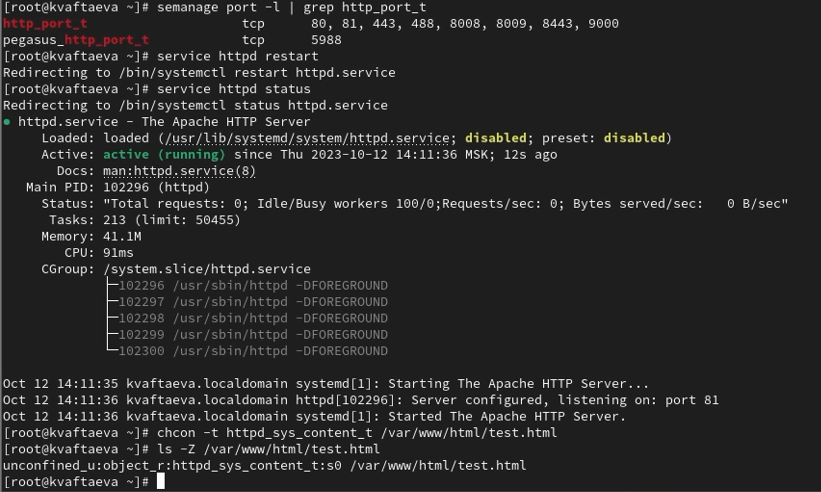 [root@kvaftaeva ~]# semanage port -l | grep http_port_t
http_port_t                    tcp      80, 81, 443, 488, 8008, 8009, 8443, 9000
pegasus_http_port_t            tcp      5988
[root@kvaftaeva ~]# service httpd restart
Redirecting to /bin/systemctl restart httpd.service
[root@kvaftaeva ~]# service httpd status
Redirecting to /bin/systemctl status httpd.service
● httpd.service - The Apache HTTP Server
     Loaded: loaded (/usr/lib/systemd/system/httpd.service; disabled; preset: disabled)
     Active: active (running) since Thu 2023-10-12 14:11:36 MSK; 12s ago
       Docs: man:httpd.service(8)
   Main PID: 102296 (httpd)
     Status: "Total requests: 0; Idle/Busy workers 100/0;Requests/sec: 0; Bytes served/sec:   0 B/sec"
      Tasks: 213 (limit: 50455)
     Memory: 41.1M
        CPU: 91ms
     CGroup: /system.slice/httpd.service
             ├─102296 /usr/sbin/httpd -DFOREGROUND
             ├─102297 /usr/sbin/httpd -DFOREGROUND
             ├─102298 /usr/sbin/httpd -DFOREGROUND
             ├─102299 /usr/sbin/httpd -DFOREGROUND
             └─102300 /usr/sbin/httpd -DFOREGROUND
Oct 12 14:11:35 kvaftaeva.localdomain systemd[1]: Starting The Apache HTTP Server...
Oct 12 14:11:36 kvaftaeva.localdomain httpd[102296]: Server configured, listening on: port 81
Oct 12 14:11:36 kvaftaeva.localdomain systemd[1]: Started The Apache HTTP Server.
[root@kvaftaeva ~]# chcon -t httpd_sys_content_t /var/www/html/test.html
[root@kvaftaeva ~]# ls -Z /var/www/html/test.html
unconfined_u:object_r:httpd_sys_content_t:s0 /var/www/html/test.html
[root@kvaftaeva ~]#